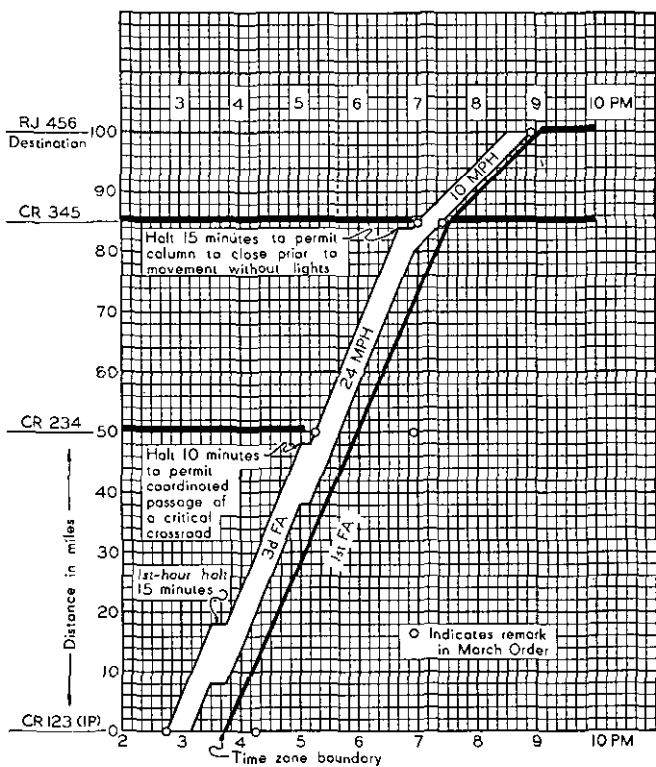 3 4 5 6 7 8 9 10 PM
RJ 456
Destination
100
90
CR 345
10 MPH
Halt 15 minutes to permit
column to close prior to
movement without lights
80
70
24 MPH
60
CR 234
50
Halt 10 minutes
to permit
coordinated
passage of
a critical
crossroad
40
Distance in miles
3d FA
1st FA
30
1st-hour halt
15 minutes
20
O Indicates remark
in March Order
10
CR 123 (IP)
0
2 3 4 5 6 7 8 9 10 PM
Time zone boundary